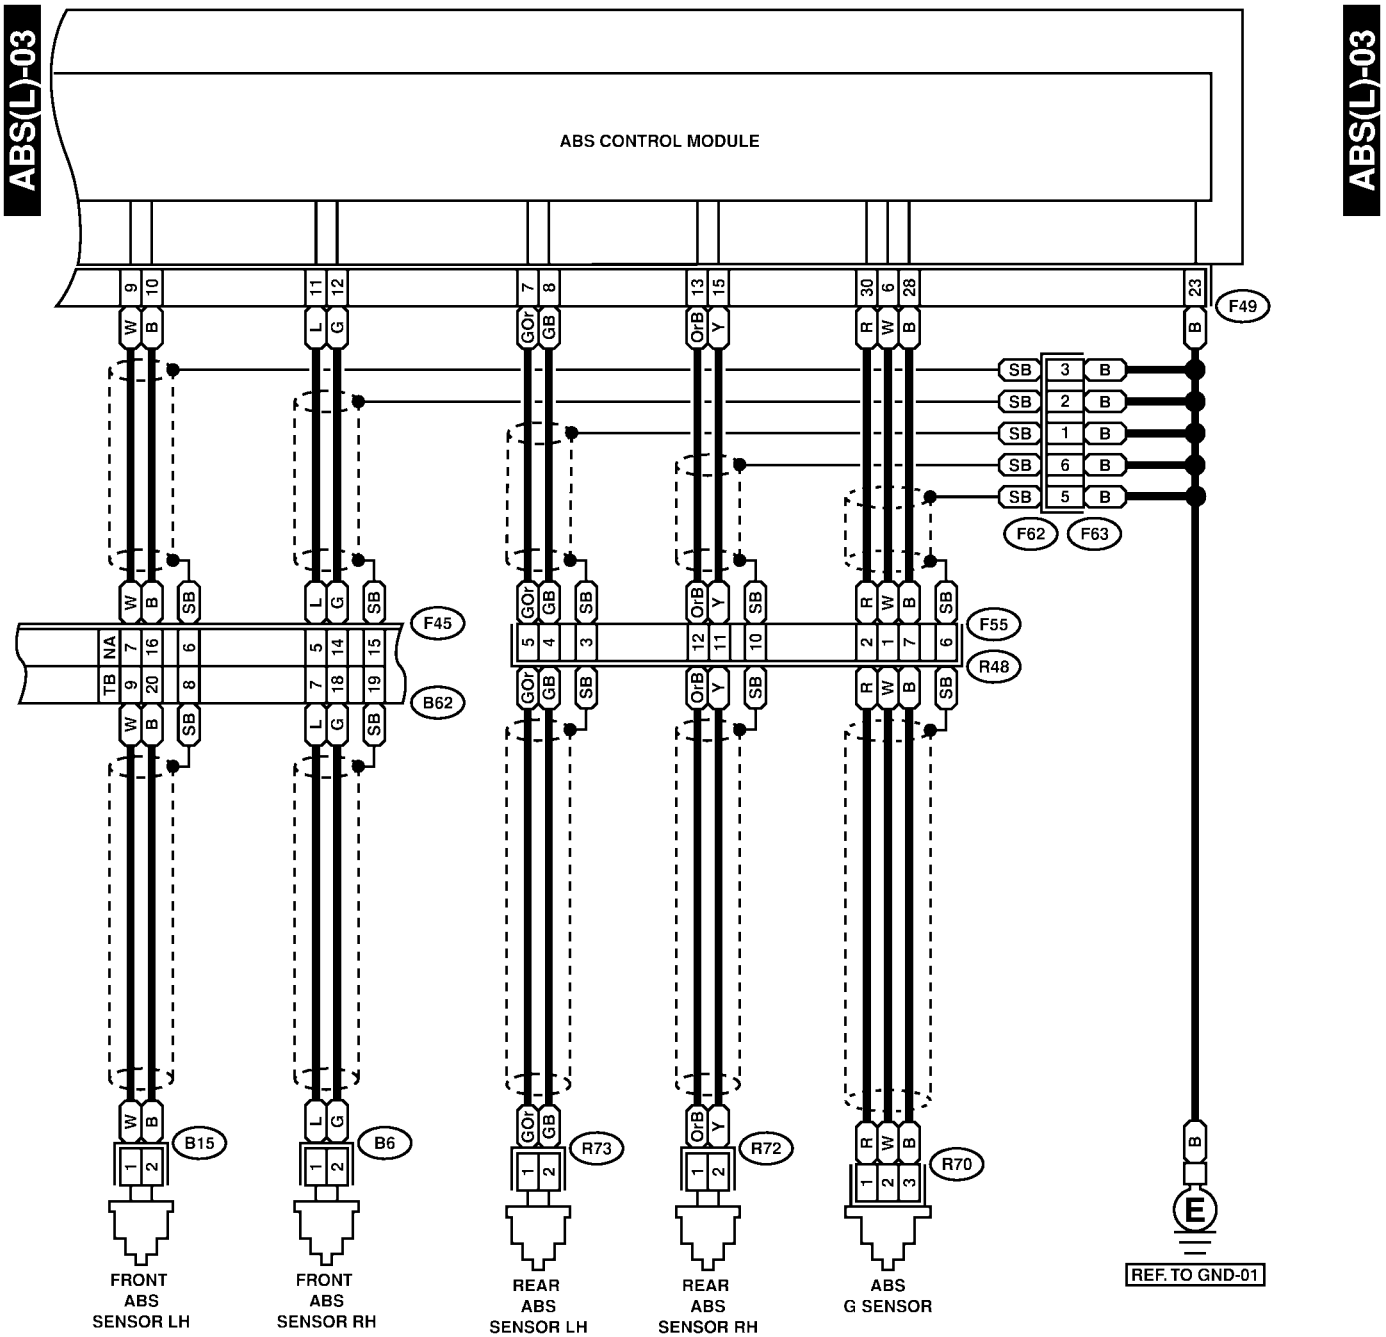 ABS(L)-03
ABS(L)-03
ABS CONTROL MODULE
9 10 11 12 7 8 13 15 30 6 28 23
F49
W B L G GOr GB OrB Y R W B B
SB 3 B
SB 2 B
SB 1 B
SB 6 B
SB 5 B
F62 F63
W B SB L G SB GOr GB SB OrB Y SB R W B SB
F45 F55
NA 7 16 6 5 14 15 5 4 3 12 11 10 2 1 7 6
R48
TB 9 20 8 7 18 19
GOr GB SB OrB Y SB R W B SB
B62
W B SB L G SB
W B L G GOr GB OrB Y R W B B
B15 B6 R73 R72 R70
1 2 1 2 1 2 1 2 1 2 3
E
REF. TO GND-01
FRONT
ABS
SENSOR LH
FRONT
ABS
SENSOR RH
REAR
ABS
SENSOR LH
REAR
ABS
SENSOR RH
ABS
G SENSOR